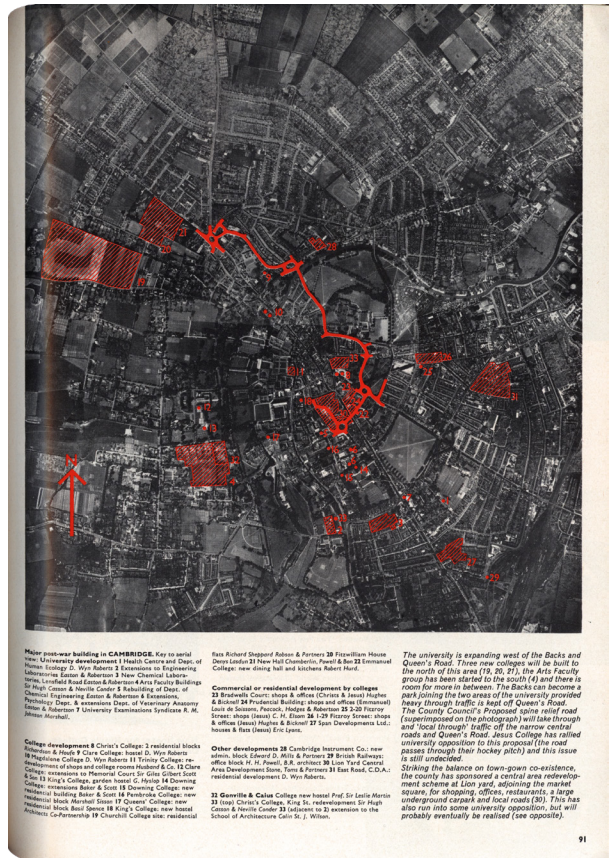 N
Major post-war building in CAMBRIDGE. Key to aerial
view: University development 1 Health Centre and Dept. of
Human Ecology D. Wyn Roberts 2 Extensions to Engineering
Laboratories Easton & Robertson 3 New Chemical Labora-
tories, Lensfield Road Easton & Robertson 4 Arts Faculty Buildings
Sir Hugh Casson & Neville Conder 5 Rebuilding of Dept. of
Chemical Engineering Easton & Robertson 6 Extensions,
Psychology Dept. & extensions Dept. of Veterinary Anatomy
Easton & Robertson 7 University Examinations Syndicate R. M.
Johnson Marshall.
College development 8 Christ's College: 2 residential blocks
Richardson & Houfe 9 Clare College: hostel D. Wyn Roberts
10 Magdalene College D. Wyn Roberts 11 Trinity College: re-
development of shops and college rooms Husband & Co. 12 Clare
College: extensions to Memorial Court Sir Giles Gilbert Scott
& Son 13 King's College, garden hostel G. Hyslop 14 Downing
College: extensions Baker & Scott 15 Downing College: new
residential building Baker & Scott 16 Pembroke College: new
residential block Marshall Sisson 17 Queens' College: new
residential block Basil Spence 18 King's College: new hostel
Architects Co-Partnership 19 Churchill College site: residential
flats Richard Sheppard Robson & Partners 20 Fitzwilliam House
Denys Lasdun 21 New Hall Chamberlin, Powell & Bon 22 Emmanuel
College: new dining hall and kitchens Robert Hurd.
Commercial or residential development by colleges
23 Bradwells Court: shops & offices (Christs & Jesus) Hughes
& Bicknell 24 Prudential Building: shops & offices (Emmanuel)
Louis de Soissons, Peacock, Hodges & Robertson 25 2-20 Fitzroy
Street: shops (Jesus) C. H. Elsom 26 1-29 Fitzroy Street: shops
& offices (Jesus) Hughes & Bicknell 27 Span Developments Ltd.:
houses & flats (Jesus) Eric Lyons.
Other developments 28 Cambridge Instrument Co.: new
admin. block Edward D. Mills & Partners 29 British Railways:
office block H. H. Powell, B.R. architect 30 Lion Yard Central
Area Development Stone, Toms & Partners 31 East Road, C.D.A.:
residential development D. Wyn Roberts.
32 Gonville & Caius College new hostel Prof. Sir Leslie Martin
33 (top) Christ's College, King St. redevelopment Sir Hugh
Casson & Neville Conder 33 (adjacent to 2) extension to the
School of Architecture Colin St. J. Wilson.
The university is expanding west of the Backs and
Queen's Road. Three new colleges will be built to
the north of this area (19, 20, 21), the Arts Faculty
group has been started to the south (4) and there is
room for more in between. The Backs can become a
park joining the two areas of the university provided
heavy through traffic is kept off Queen's Road.
The County Council's Proposed spine relief road
(superimposed on the photograph) will take through
and 'local through' traffic off the narrow central
roads and Queen's Road. Jesus College has rallied
university opposition to this proposal (the road
passes through their hockey pitch) and this issue
is still undecided.
Striking the balance on town-gown co-existence,
the county has sponsored a central area redevelop-
ment scheme at Lion yard, adjoining the market
square, for shopping, offices, restaurants, a large
underground carpark and local roads (30). This has
also run into some university opposition, but will
probably eventually be realised (see opposite).
91